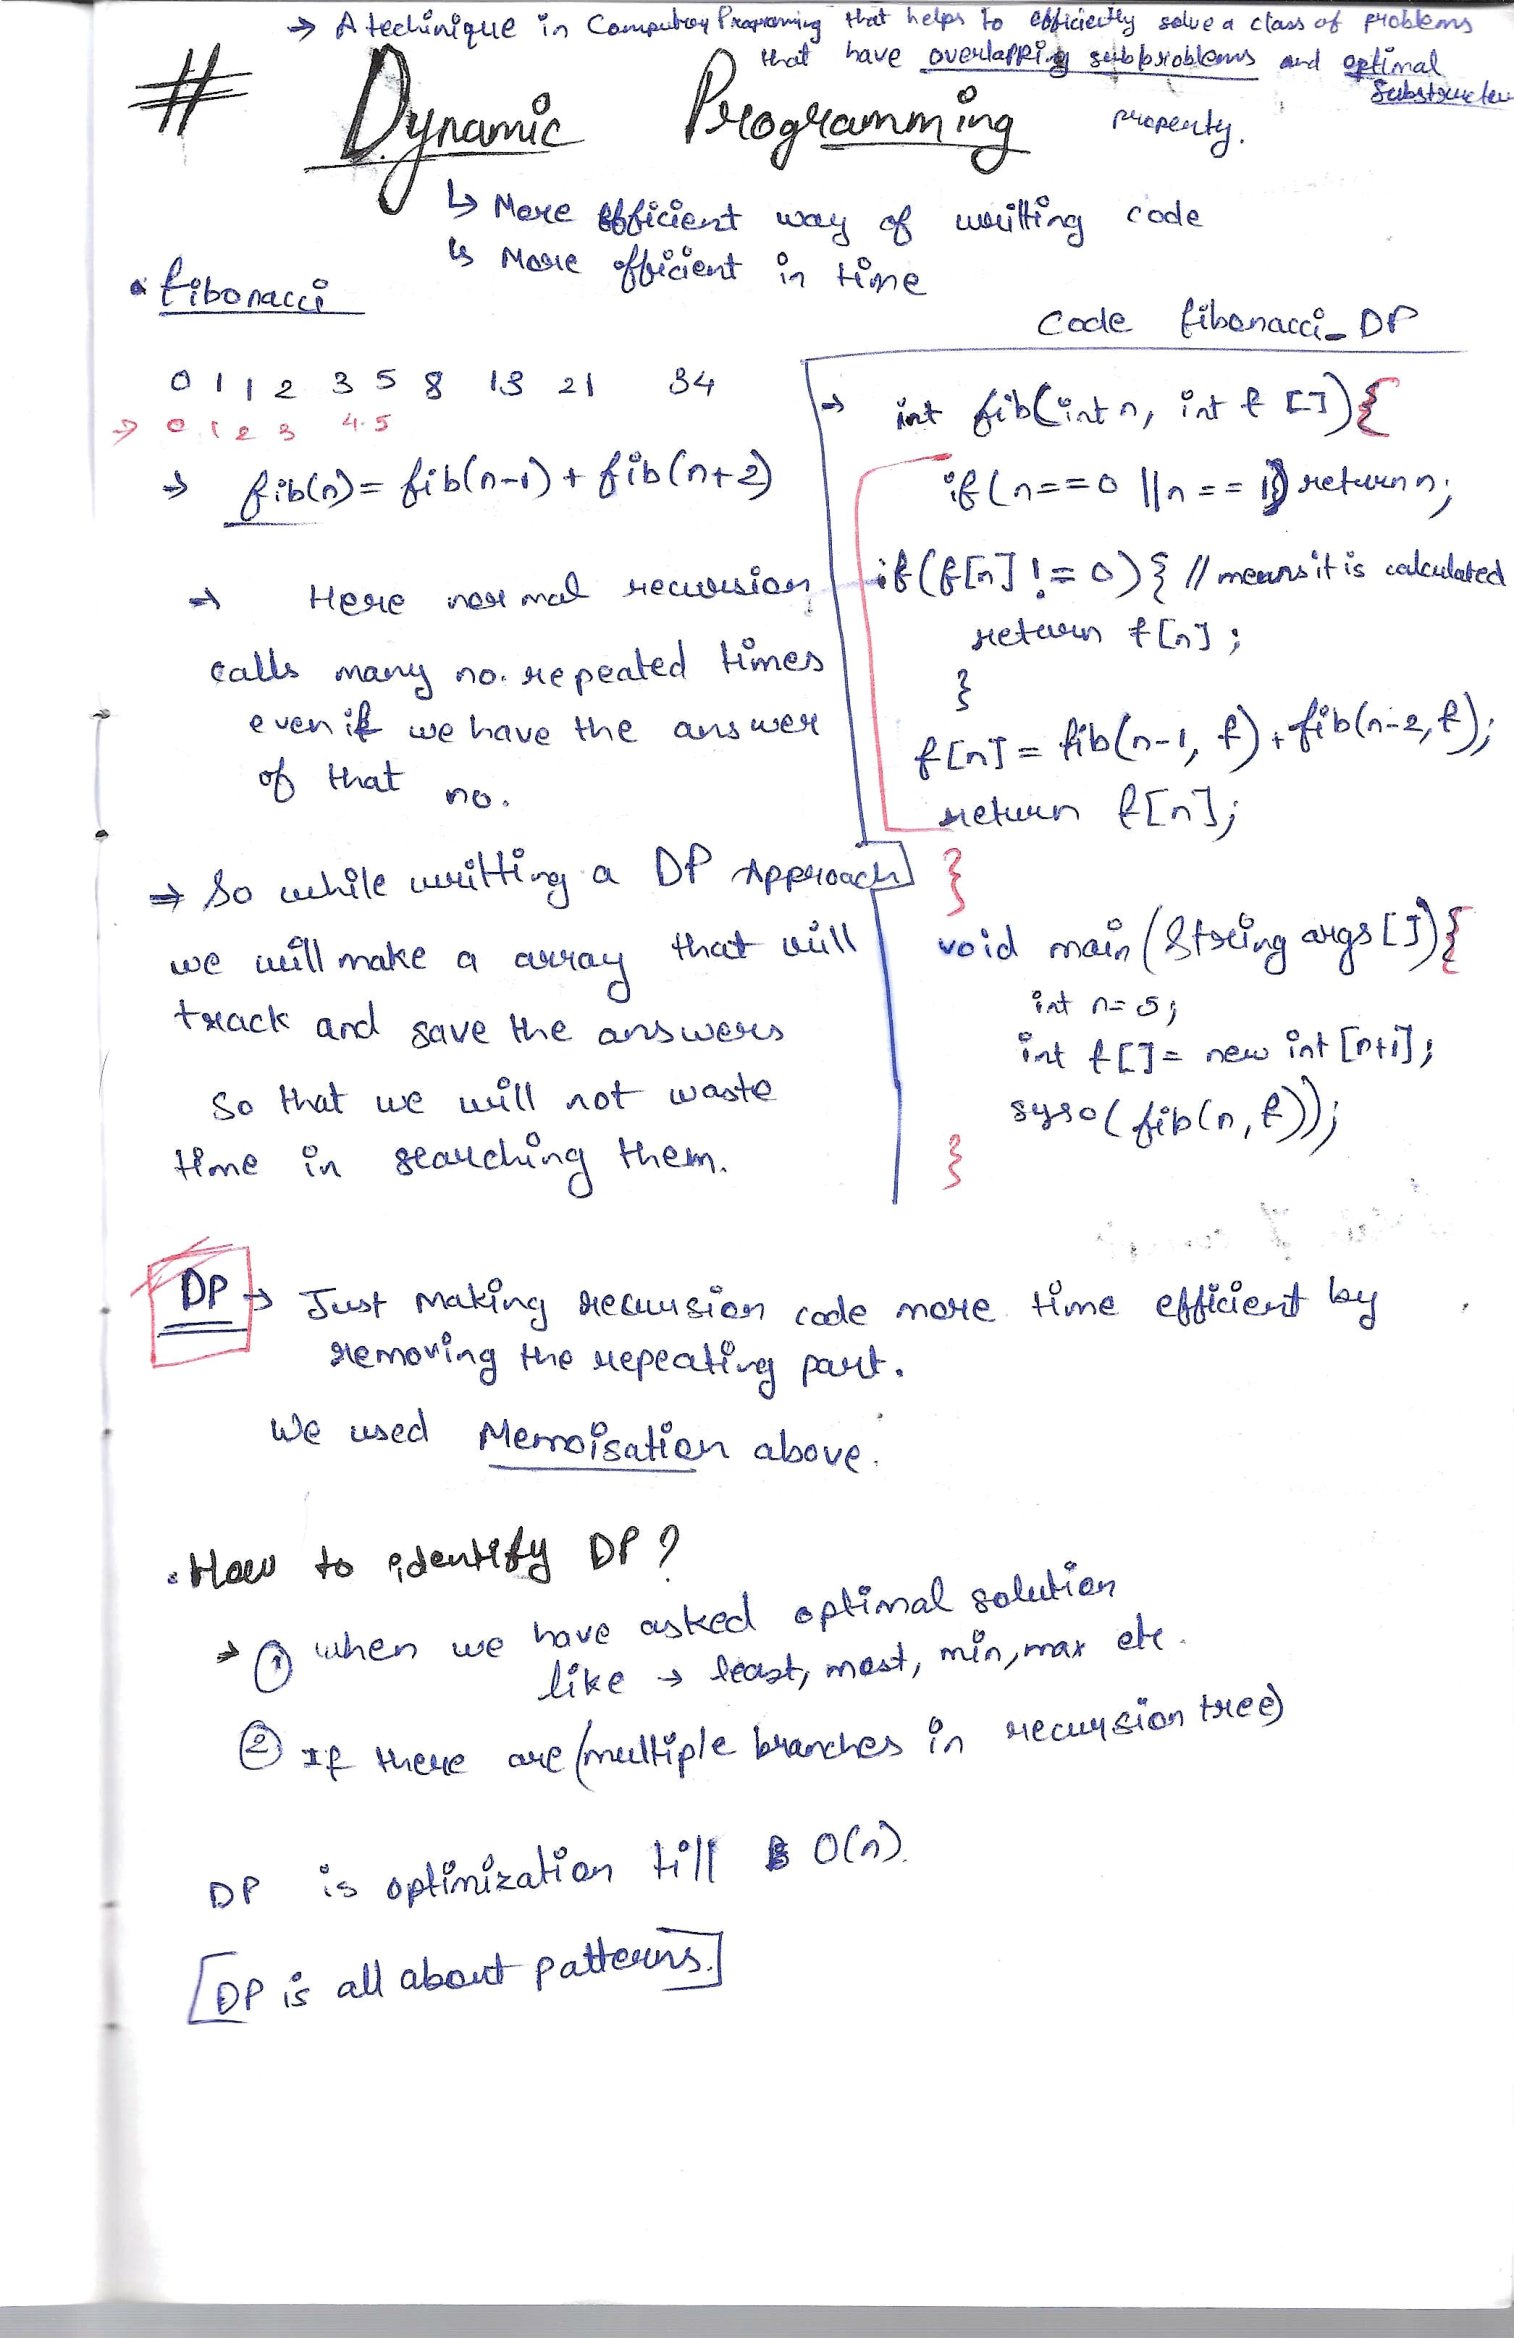 → A techinique in Computer Programing that helps to efficiently solve a class of problems
that have overlapping subproblems and optimal
Substructure
property.
# Dynamic Programming
↳ More efficient way of writting code
↳ More efficient in time
• fibonacci
0 1 1 2 3 5 8 13 21 34
→ 0 1 2 3 4 5
→ fib(n) = fib(n-1) + fib(n+2)
→ Here normal recursion
calls many no. repeated times
even if we have the answer
of that no.
⇒ So while writting a DP Approach
we will make a array that will
track and save the answers
So that we will not waste
time in searching them.
Code fibonacci_DP
→ int fib(int n, int f []){
if(n==0 || n==1) return n;
if(f[n] != 0){ // means it is calculated
return f[n];
}
f[n] = fib(n-1, f) + fib(n-2, f);
return f[n];
}
void main (String args []){
int n= 5;
int f[]= new int [n+1];
syso(fib(n, f));
}
DP → Just making recursion code more time efficient by
removing the repeating part.
We used Memoisation above.
• How to identify DP ?
→ ① when we have asked optimal solution
like → least, most, min, max etc.
② If there are (multiple branches in recursion tree)
DP is optimization till O(n).
[DP is all about patterns.]